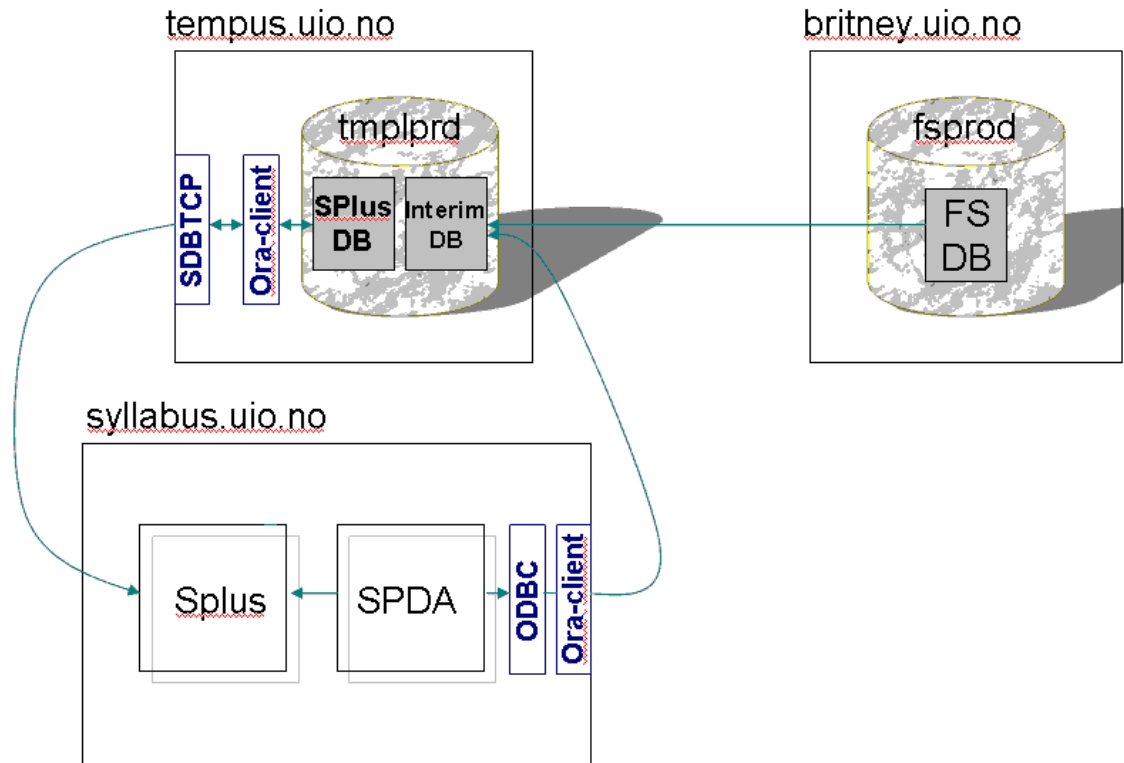 tempus.uio.no
britney.uio.no
tmplprd
fsprod
SDBTCP
Ora-client
SPlus
DB
Interim
DB
FS
DB
syllabus.uio.no
Splus
SPDA
ODBC
Ora-client